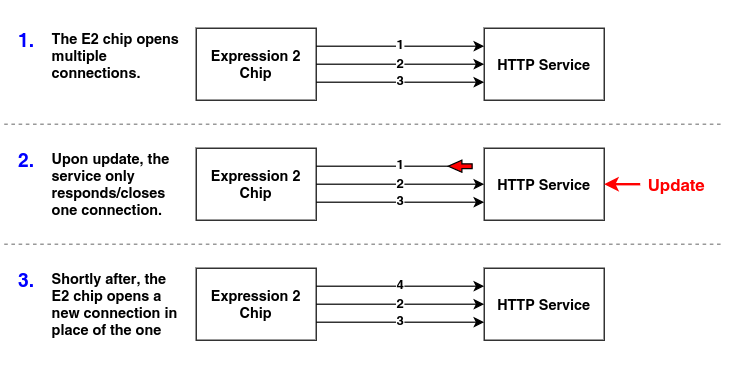 1.
The E2 chip opens
multiple
connections.
Expression 2
Chip
1
2
3
HTTP Service
2.
Upon update, the
service only
responds/closes
one connection.
Expression 2
Chip
1
2
3
HTTP Service
Update
3.
Shortly after, the
E2 chip opens a
new connection in
place of the one
Expression 2
Chip
4
2
3
HTTP Service